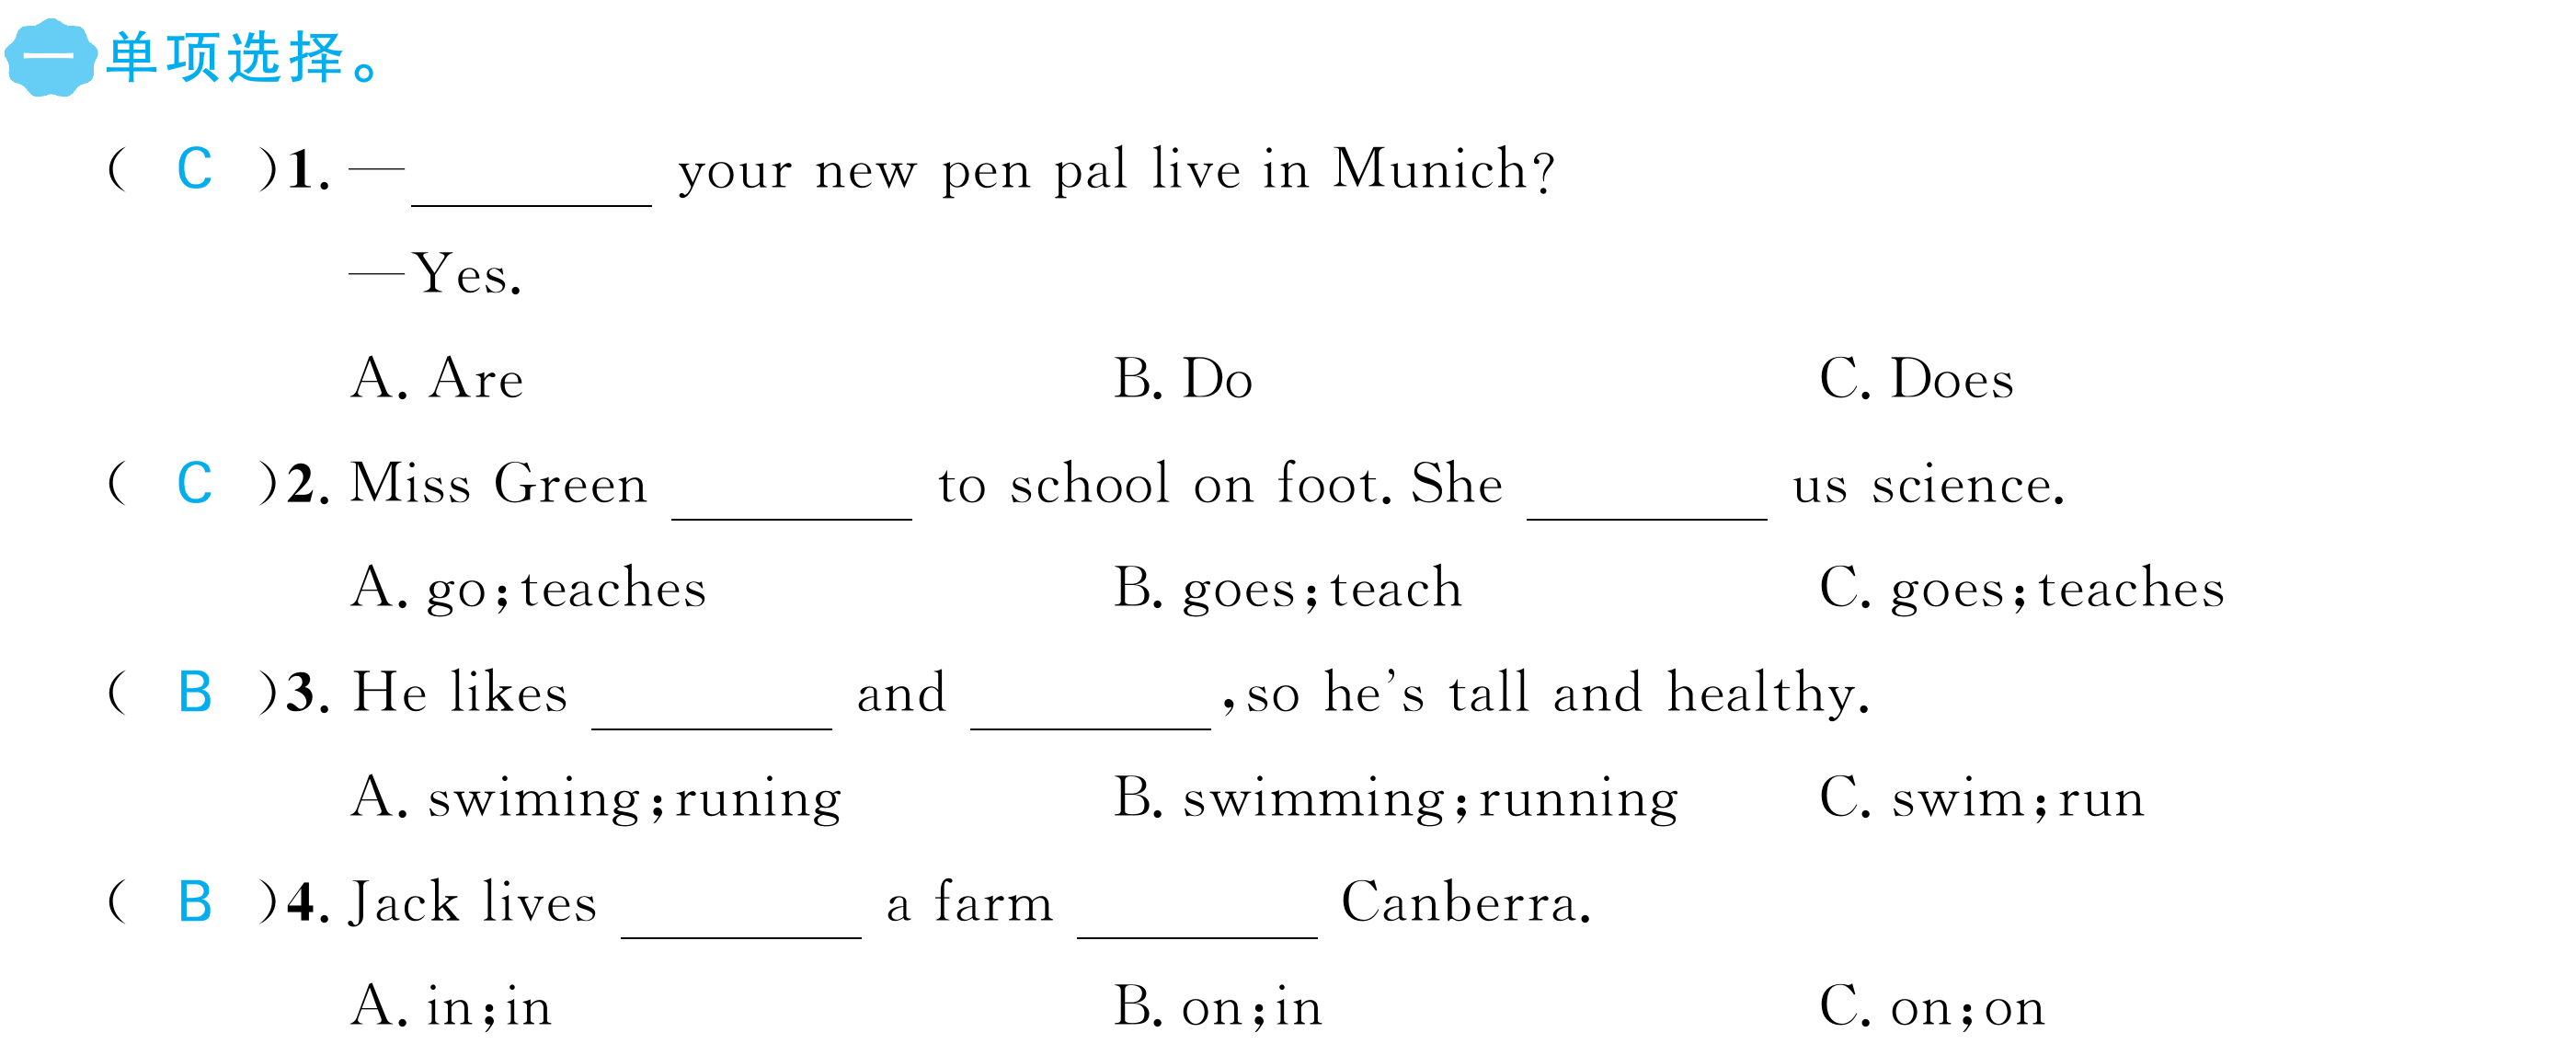 一 单项选择。
( C )1. —________ your new pen pal live in Munich?
—Yes.
A. Are B. Do C. Does
( C )2. Miss Green ________ to school on foot. She ________ us science.
A. go;teaches B. goes;teach C. goes;teaches
( B )3. He likes ________ and ________,so he's tall and healthy.
A. swiming;runing B. swimming;running C. swim;run
( B )4. Jack lives ________ a farm ________ Canberra.
A. in;in B. on;in C. on;on